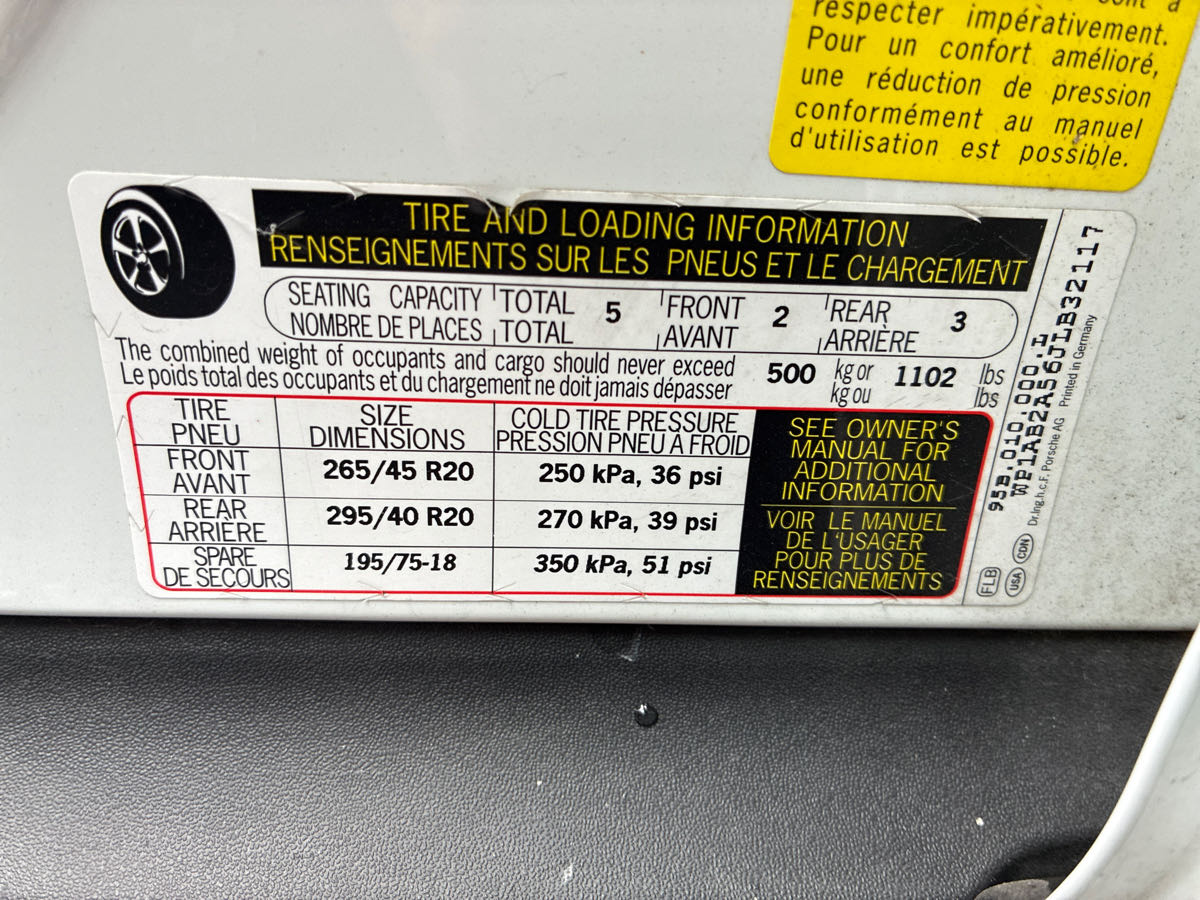 respecter impérativement.
Pour un confort amélioré,
une réduction de pression
conformément au manuel
d'utilisation est possible.
TIRE AND LOADING INFORMATION
RENSEIGNEMENTS SUR LES PNEUS ET LE CHARGEMENT
SEATING CAPACITY TOTAL 5 FRONT 2 REAR 3
NOMBRE DE PLACES TOTAL AVANT ARRIÈRE
The combined weight of occupants and cargo should never exceed 500 kg or 1102 lbs
Le poids total des occupants et du chargement ne doit jamais dépasser kg ou lbs
TIRE SIZE COLD TIRE PRESSURE
PNEU DIMENSIONS PRESSION PNEU A FROID
FRONT 265/45 R20 250 kPa, 36 psi
AVANT
REAR 295/40 R20 270 kPa, 39 psi
ARRIÈRE
SPARE 195/75-18 350 kPa, 51 psi
DE SECOURS
SEE OWNER'S
MANUAL FOR
ADDITIONAL
INFORMATION
VOIR LE MANUEL
DE L'USAGER
POUR PLUS DE
RENSEIGNEMENTS
95B.010.000.L
WP1AB2A56JLB32117
Dr.Ing.h.c.F. Porsche AG Printed in Germany
FLB USA CDN